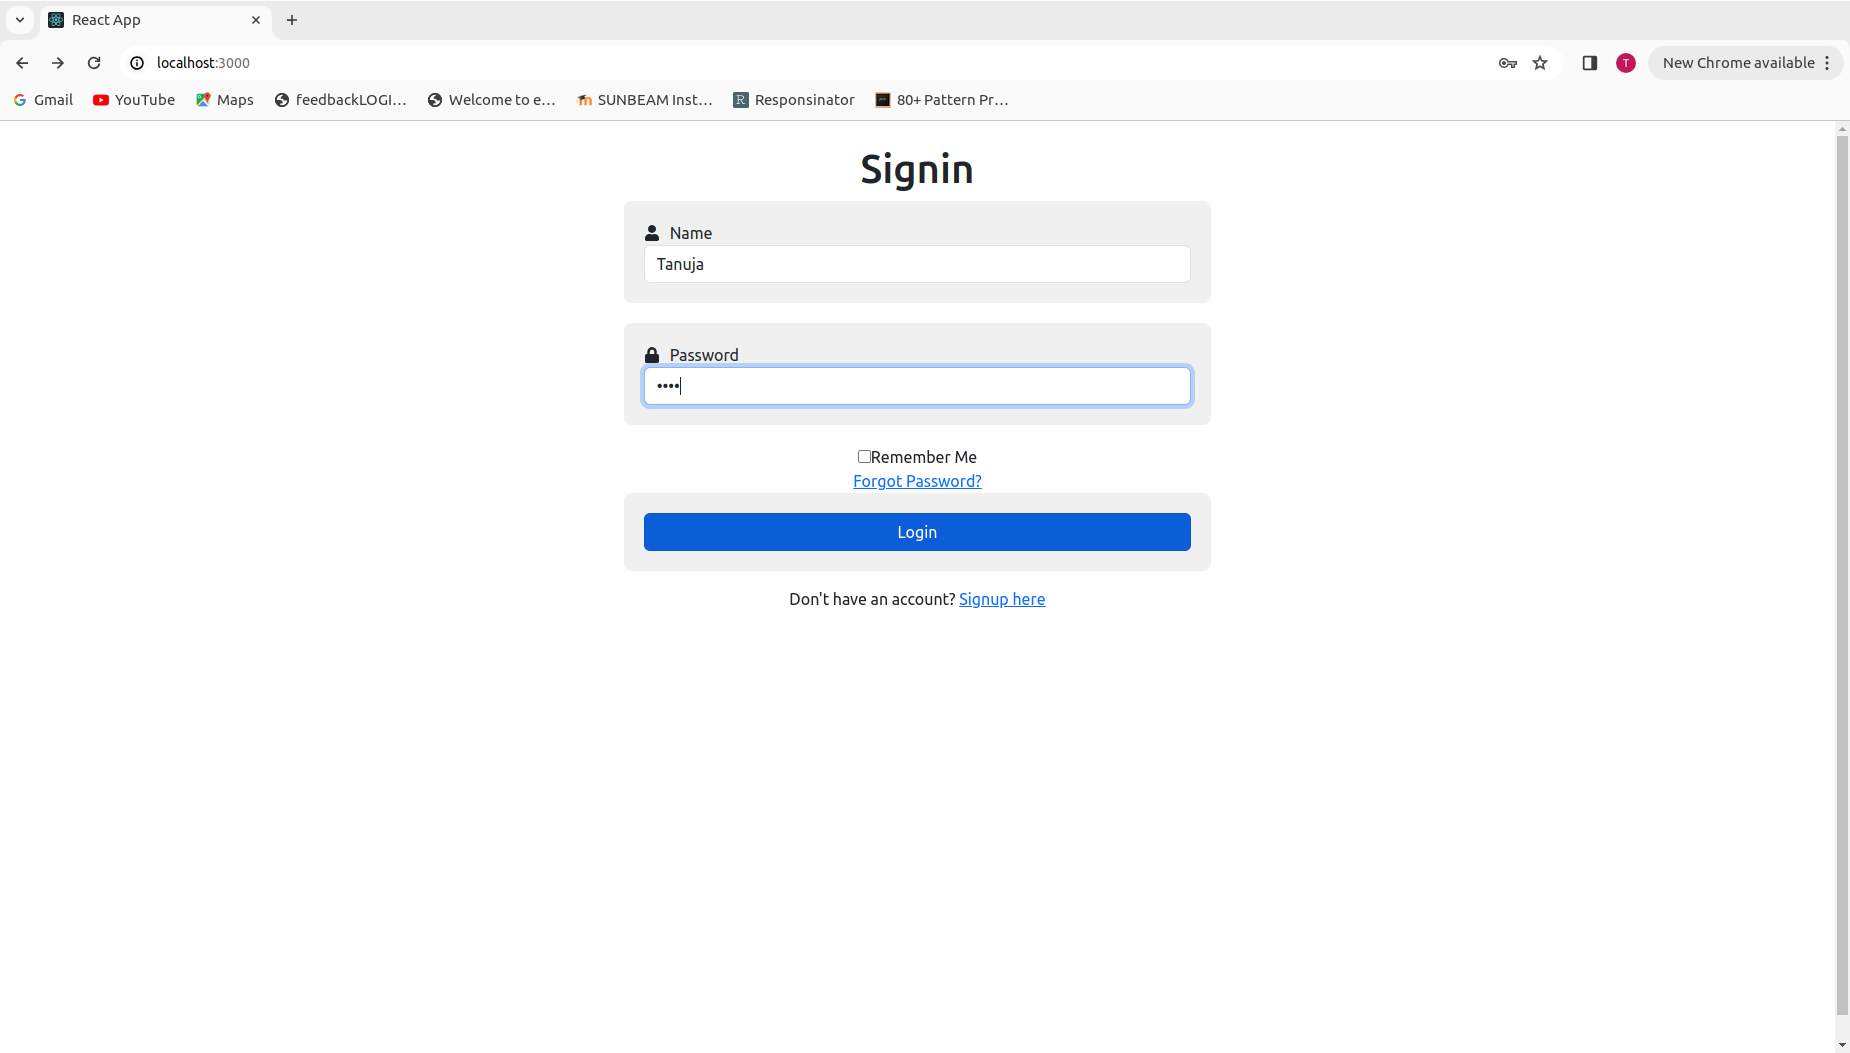 React App
localhost:3000
T
New Chrome available
Gmail
YouTube
Maps
feedbackLOGI...
Welcome to e...
SUNBEAM Inst...
R Responsinator
80+ Pattern Pr...
Signin
Name
Tanuja
Password
Remember Me
Forgot Password?
Login
Don't have an account? Signup here